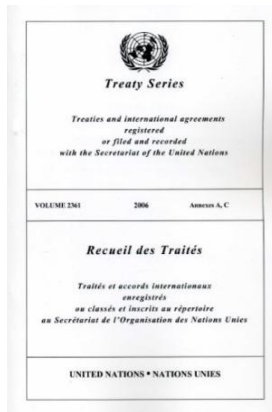 Treaty Series
Treaties and international agreements
registered
or filed and recorded
with the Secretariat of the United Nations
VOLUME 2361 2006 Annexes A, C
Recueil des Traités
Traités et accords internationaux
enregistrés
ou classés et inscrits au répertoire
au Secrétariat de l'Organisation des Nations Unies
UNITED NATIONS • NATIONS UNIES